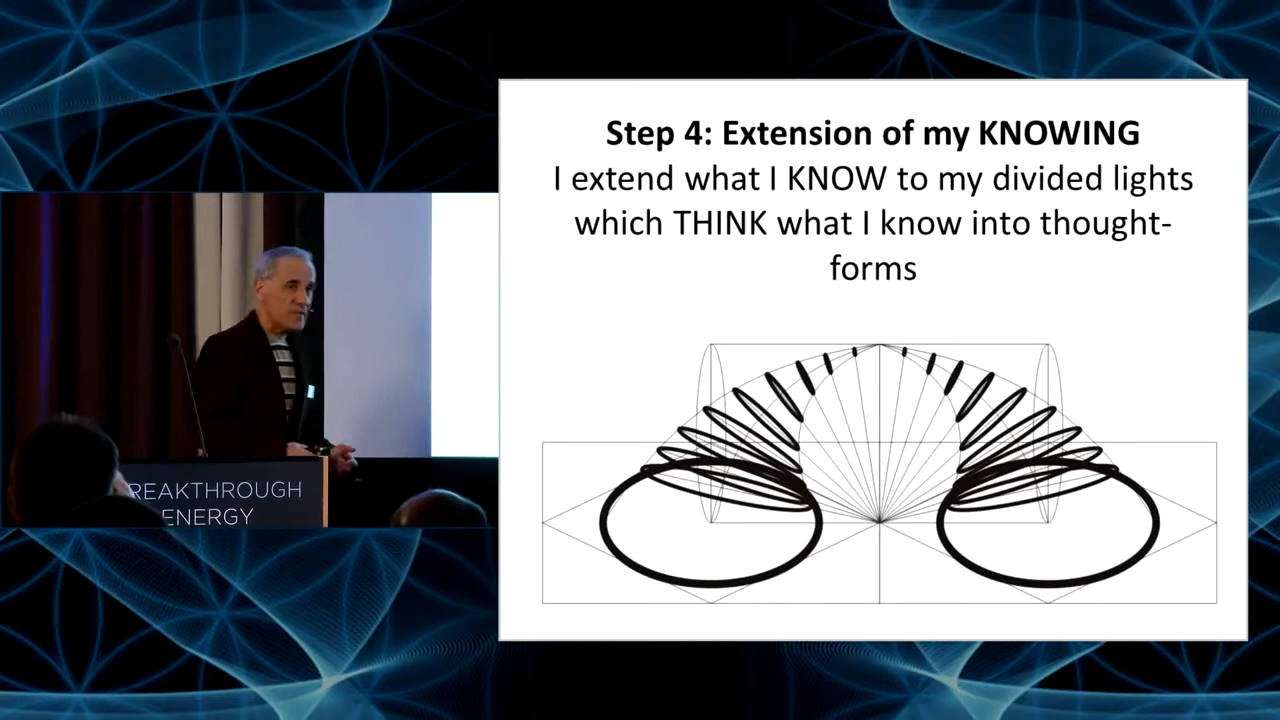 Step 4: Extension of my KNOWING
I extend what I KNOW to my divided lights
which THINK what I know into thought-
forms
REAKTHROUGH
ENERGY